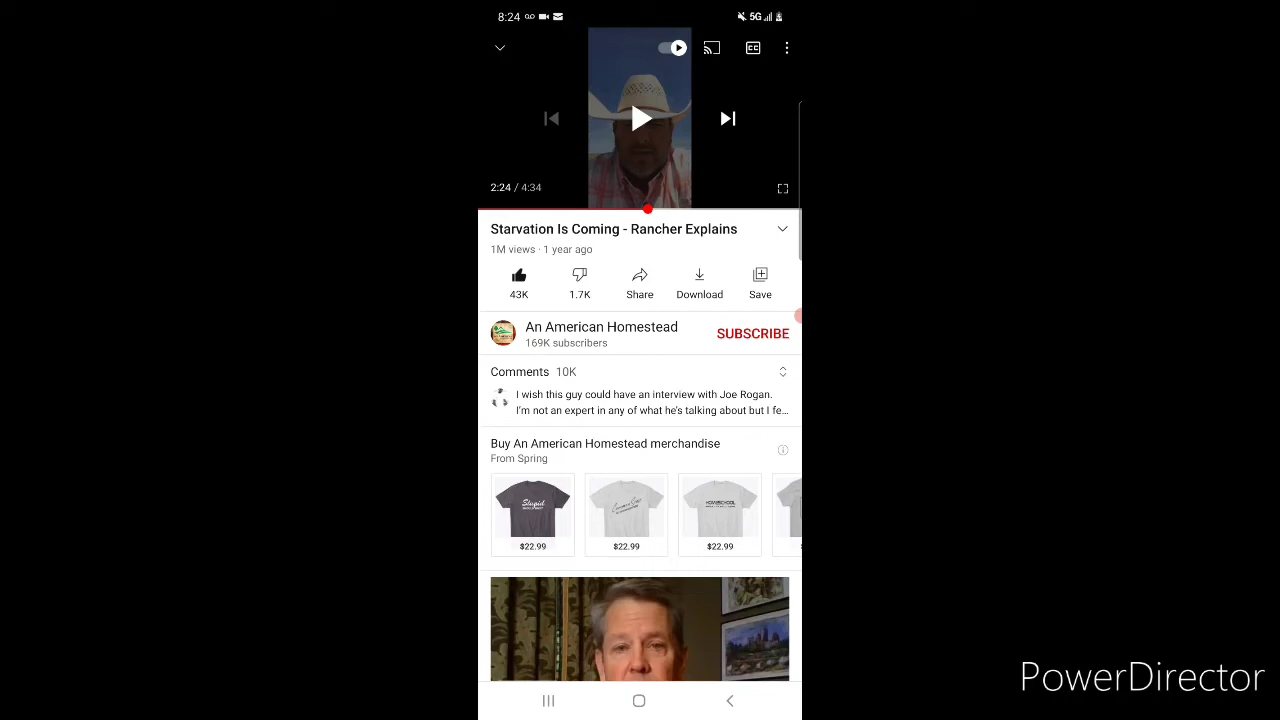 8:24
5G
CC
2:24 / 4:34
Starvation Is Coming - Rancher Explains
1M views · 1 year ago
43K
1.7K
Share
Download
Save
An American Homestead
169K subscribers
SUBSCRIBE
Comments 10K
I wish this guy could have an interview with Joe Rogan.
I'm not an expert in any of what he's talking about but I fe...
Buy An American Homestead merchandise
From Spring
Stupid
HOMESCHOOL
$22.99
$22.99
$22.99
PowerDirector